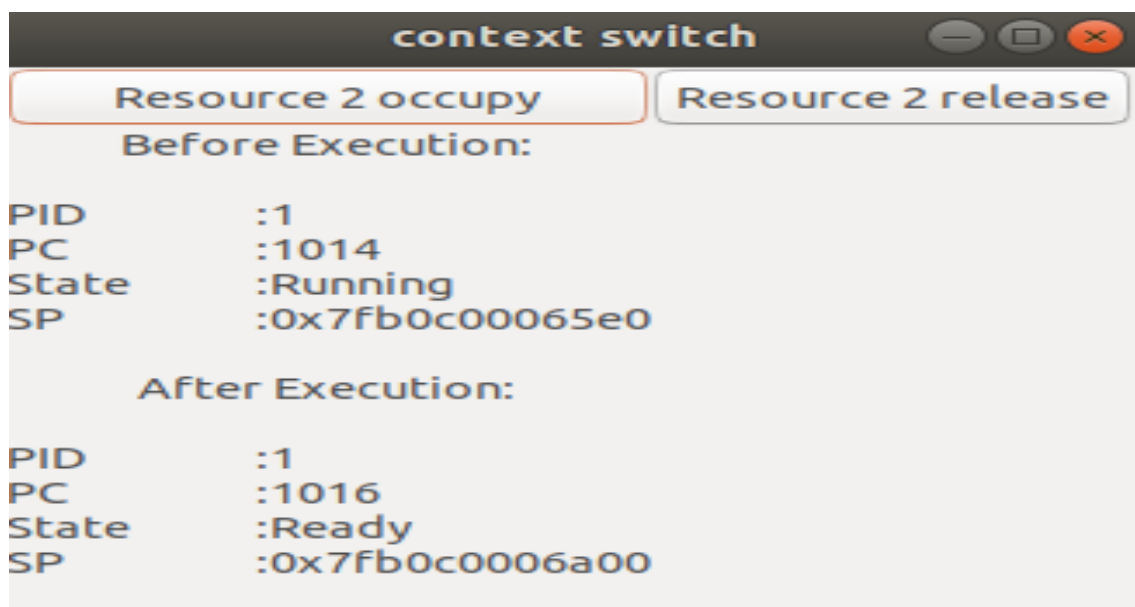 context switch
Resource 2 occupy Resource 2 release
Before Execution:
PID :1
PC :1014
State :Running
SP :0x7fb0c00065e0
After Execution:
PID :1
PC :1016
State :Ready
SP :0x7fb0c0006a00